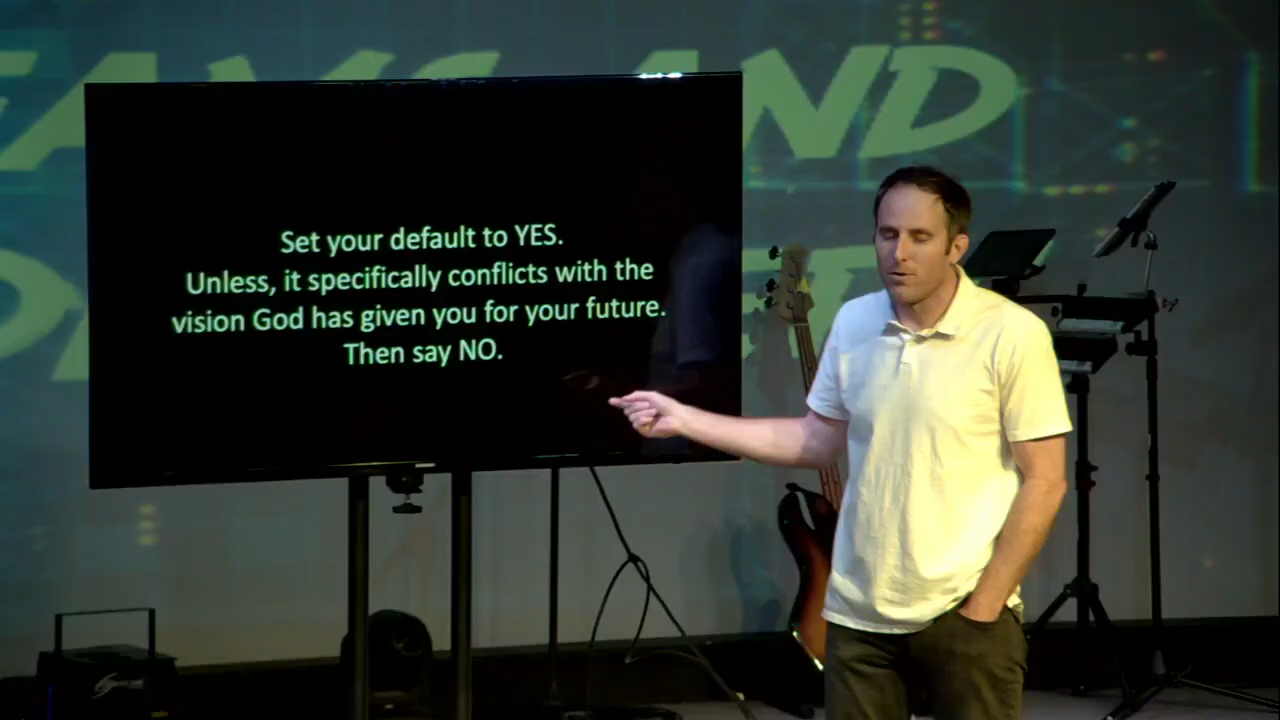 AND
Set your default to YES.
Unless, it specifically conflicts with the
vision God has given you for your future.
Then say NO.